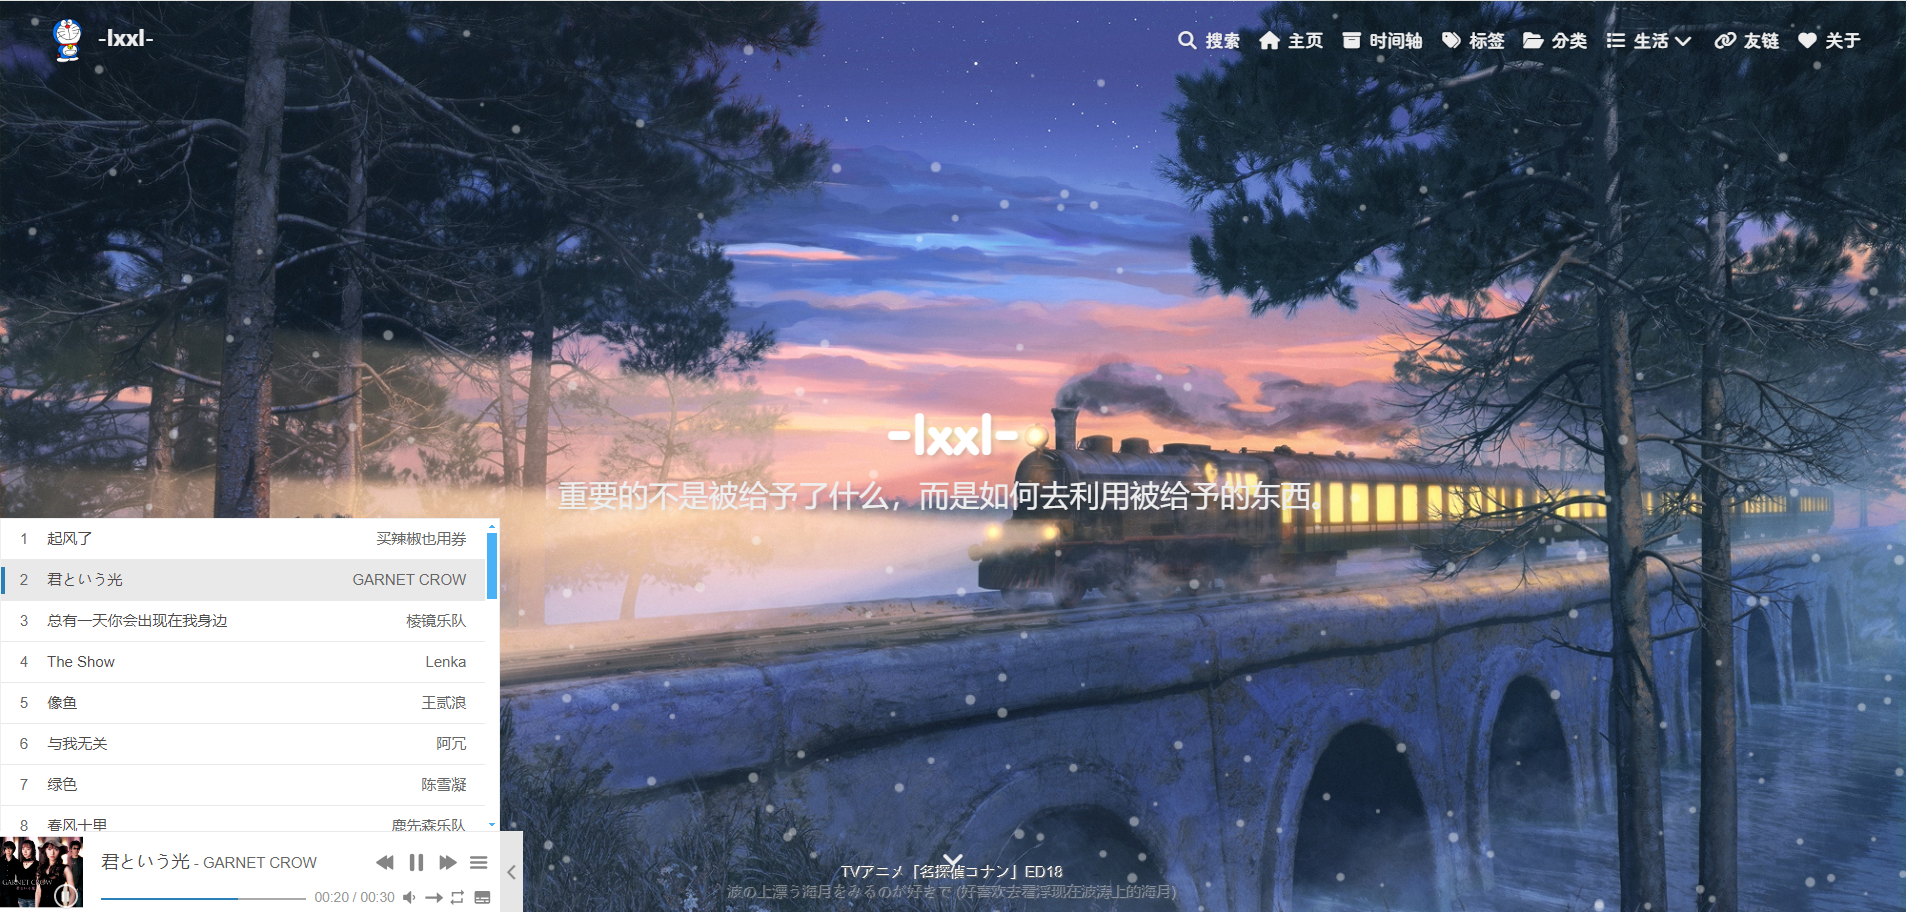 -lxxl-
搜索 主页 时间轴 标签 分类 生活 友链 关于
-lxxl-
重要的不是被给予了什么，而是如何去利用被给予的东西。
1 起风了 买辣椒也用券
2 君という光 GARNET CROW
3 总有一天你会出现在我身边 棱镜乐队
4 The Show Lenka
5 像鱼 王贰浪
6 与我无关 阿冗
7 绿色 陈雪凝
8 春风十里 鹿先森乐队
GARNET CROW
君という光 - GARNET CROW
00:20 / 00:30
TVアニメ「名探偵コナン」ED18
波の上漂う海月をみるのが好きで (好喜欢去看浮现在波涛上的海月)